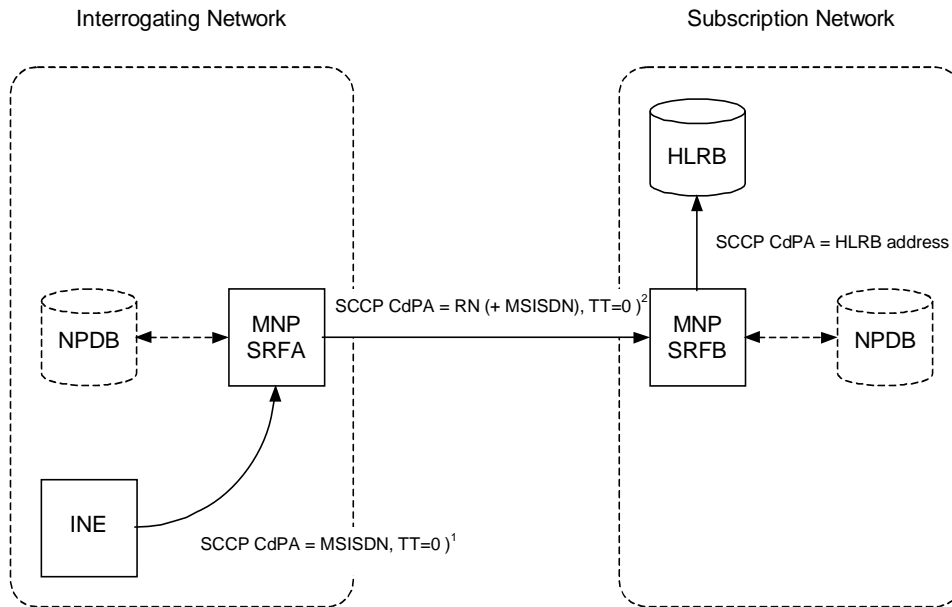 Interrogating Network
Subscription Network
HLRB
SCCP CdPA = HLRB address
SCCP CdPA = RN (+ MSISDN), TT=0 )²
NPDB
MNP
SRFA
MNP
SRFB
NPDB
INE
SCCP CdPA = MSISDN, TT=0 )¹